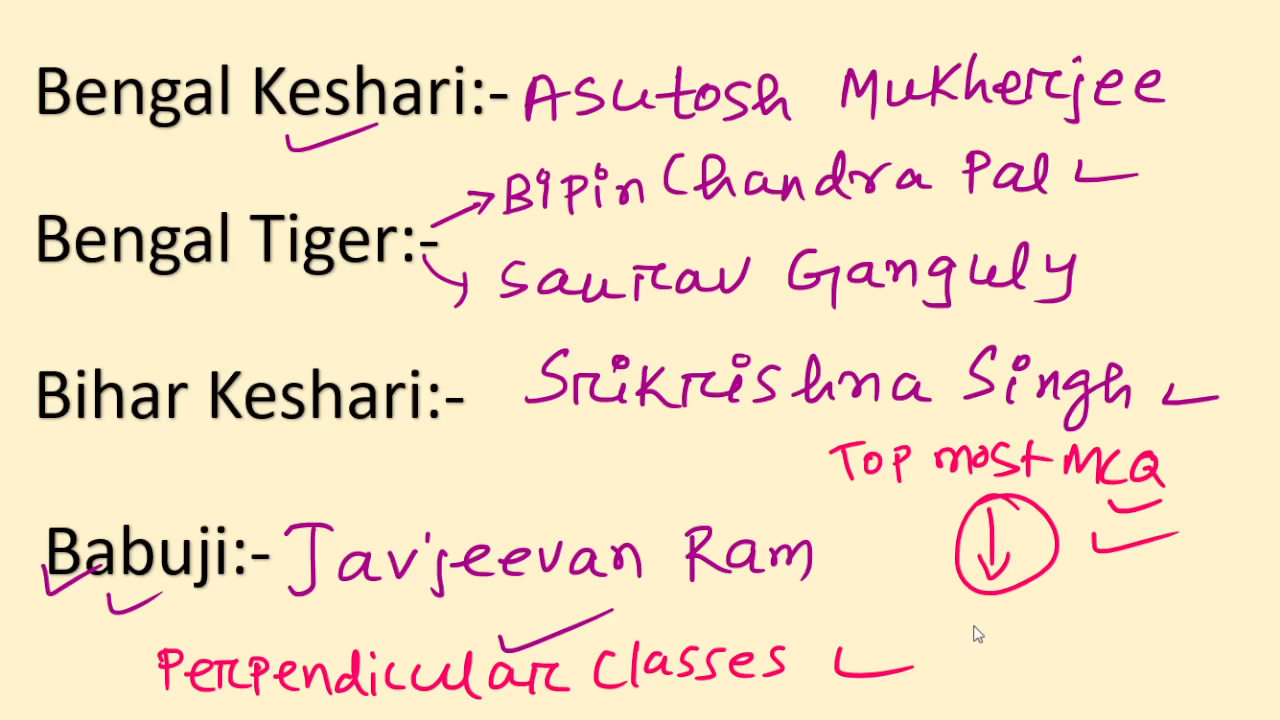 Bengal Keshari:- Asutosh Mukherjee
Bipin Chandra Pal
Bengal Tiger:-
Saurav Ganguly
Bihar Keshari:- Srikrishna Singh
Top most MCQ
Babuji:- Javjeevan Ram
Perpendicular Classes